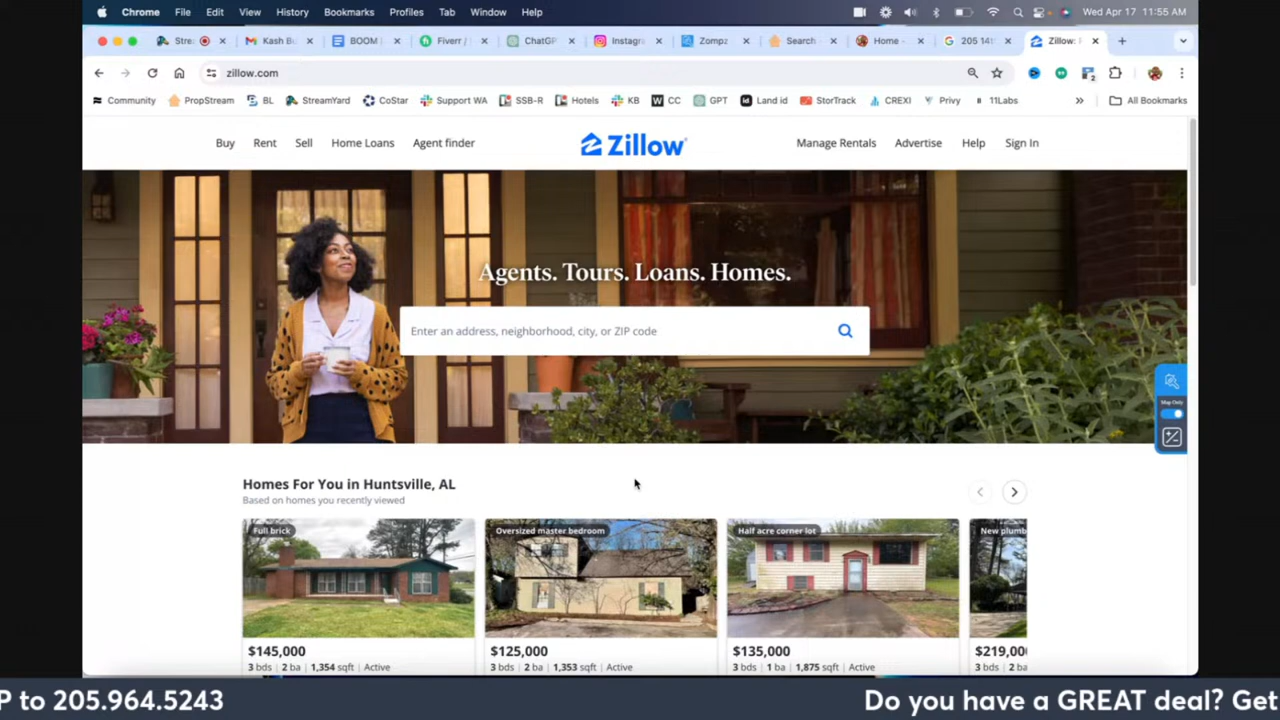 Chrome File Edit View History Bookmarks Profiles Tab Window Help Wed Apr 17 11:55 AM
Stre Kash Bu BOOM Fiverr / ChatGP Instagra Zompz Search - Home - 205 14t Zillow: F
zillow.com
Community PropStream BL StreamYard CoStar Support WA SSB-R Hotels KB CC GPT Land id StorTrack CREXI Privy 11Labs » All Bookmarks
Buy Rent Sell Home Loans Agent finder Zillow Manage Rentals Advertise Help Sign In
Agents. Tours. Loans. Homes.
Enter an address, neighborhood, city, or ZIP code
Map Only
Homes For You in Huntsville, AL
Based on homes you recently viewed
Full brick Oversized master bedroom Half acre corner lot New plumb
$145,000 $125,000 $135,000 $219,00
3 bds | 2 ba | 1,354 sqft | Active 3 bds | 2 ba | 1,353 sqft | Active 3 bds | 1 ba | 1,875 sqft | Active 3 bds | 2 ba
P to 205.964.5243 Do you have a GREAT deal? Get